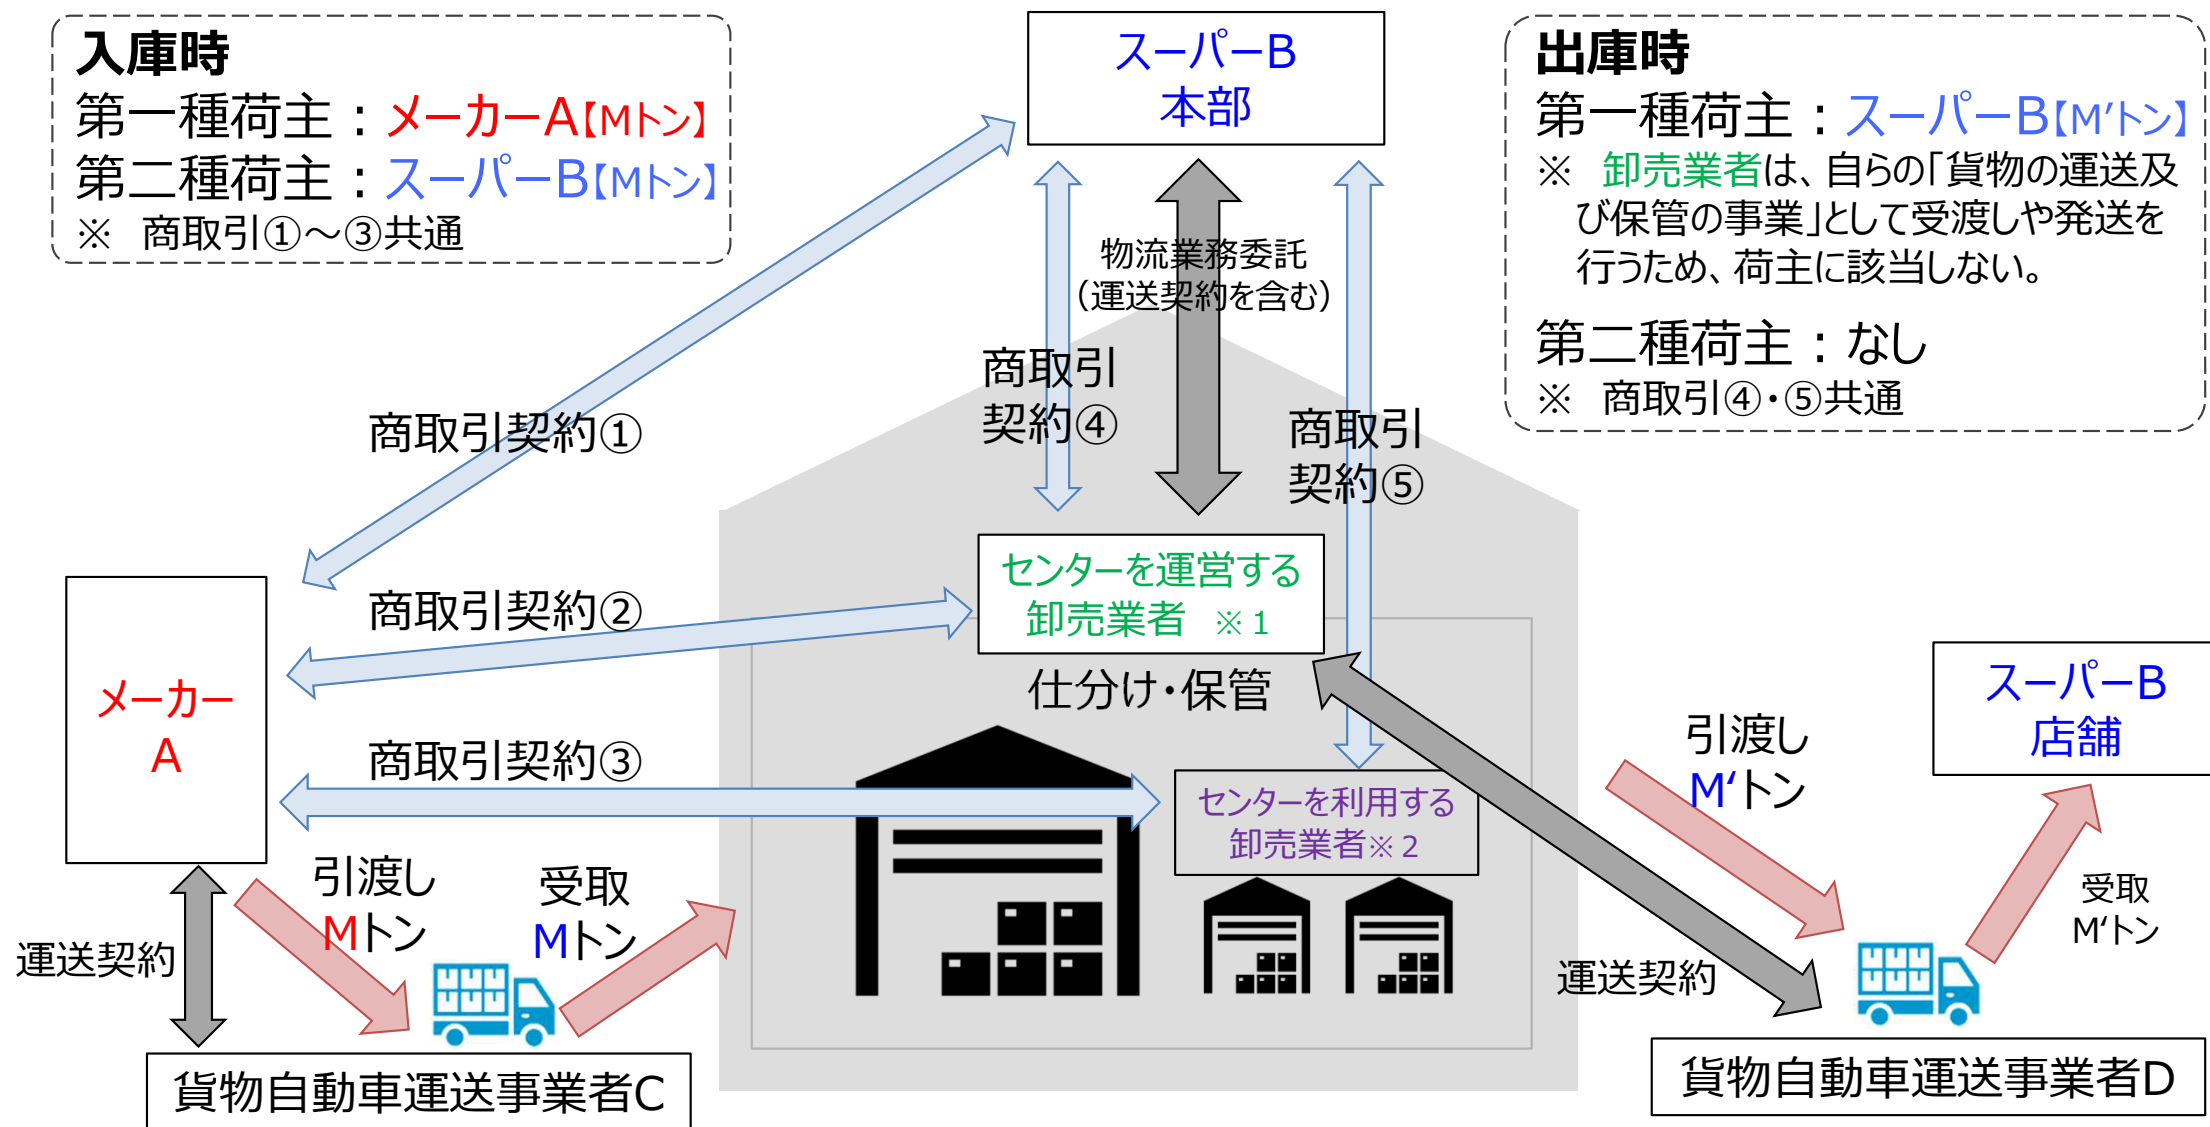 入庫時
第一種荷主：メーカーA【Mトン】
第二種荷主：スーパーB【Mトン】
※　商取引①～③共通
スーパーB
本部
出庫時
第一種荷主：スーパーB【M’トン】
※　卸売業者は、自らの「貨物の運送及
び保管の事業」として受渡しや発送を
行うため、荷主に該当しない。
第二種荷主：なし
※　商取引④・⑤共通
物流業務委託
（運送契約を含む）
商取引
契約④
商取引
契約⑤
商取引契約①
商取引契約②
商取引契約③
センターを運営する
卸売業者　※１
仕分け・保管
センターを利用する
卸売業者※２
メーカー
A
引渡し
Mトン
受取
Mトン
運送契約
貨物自動車運送事業者C
スーパーB
店舗
引渡し
M‘トン
受取
M‘トン
運送契約
貨物自動車運送事業者D